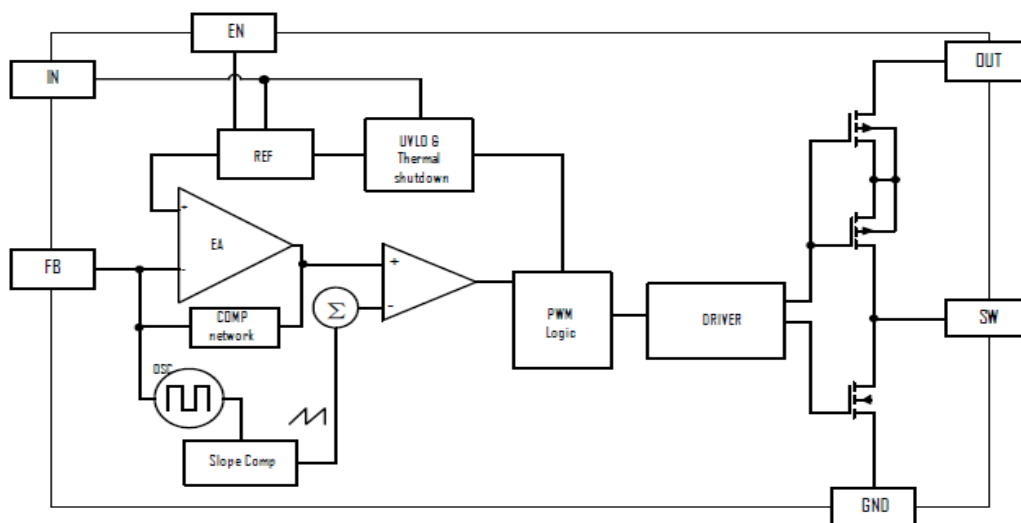 EN
IN
OUT
REF
UVLO &
Thermal
shutdown
+
EA
-
FB
+
-
Σ
COMP
network
PWM
Logic
DRIVER
SW
OSC
Slope Comp
GND